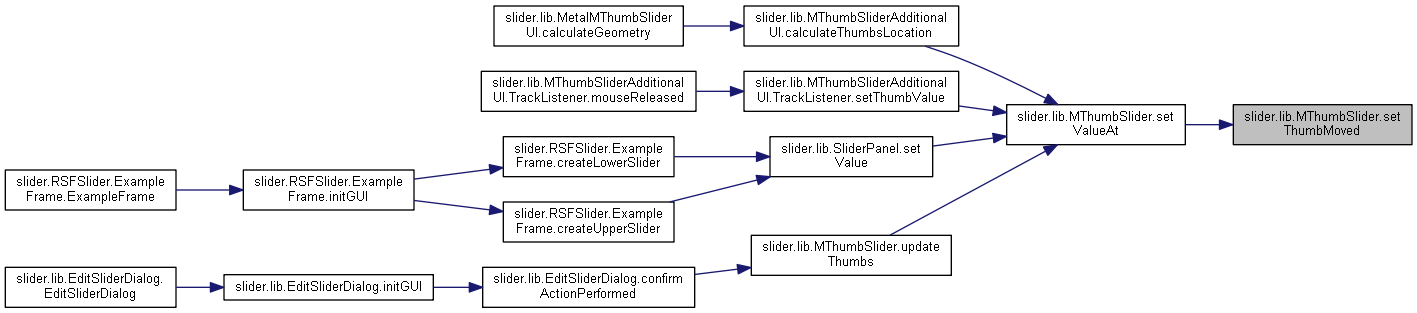 slider.lib.MetalMThumbSlider
UI.calculateGeometry
slider.lib.MThumbSliderAdditional
UI.calculateThumbsLocation
slider.lib.MThumbSliderAdditional
UI.TrackListener.mouseReleased
slider.lib.MThumbSliderAdditional
UI.TrackListener.setThumbValue
slider.lib.MThumbSlider.set
ValueAt
slider.lib.MThumbSlider.set
ThumbMoved
slider.RSFSlider.Example
Frame.createLowerSlider
slider.lib.SliderPanel.set
Value
slider.RSFSlider.Example
Frame.ExampleFrame
slider.RSFSlider.Example
Frame.initGUI
slider.RSFSlider.Example
Frame.createUpperSlider
slider.lib.MThumbSlider.update
Thumbs
slider.lib.EditSliderDialog.
EditSliderDialog
slider.lib.EditSliderDialog.initGUI
slider.lib.EditSliderDialog.confirm
ActionPerformed